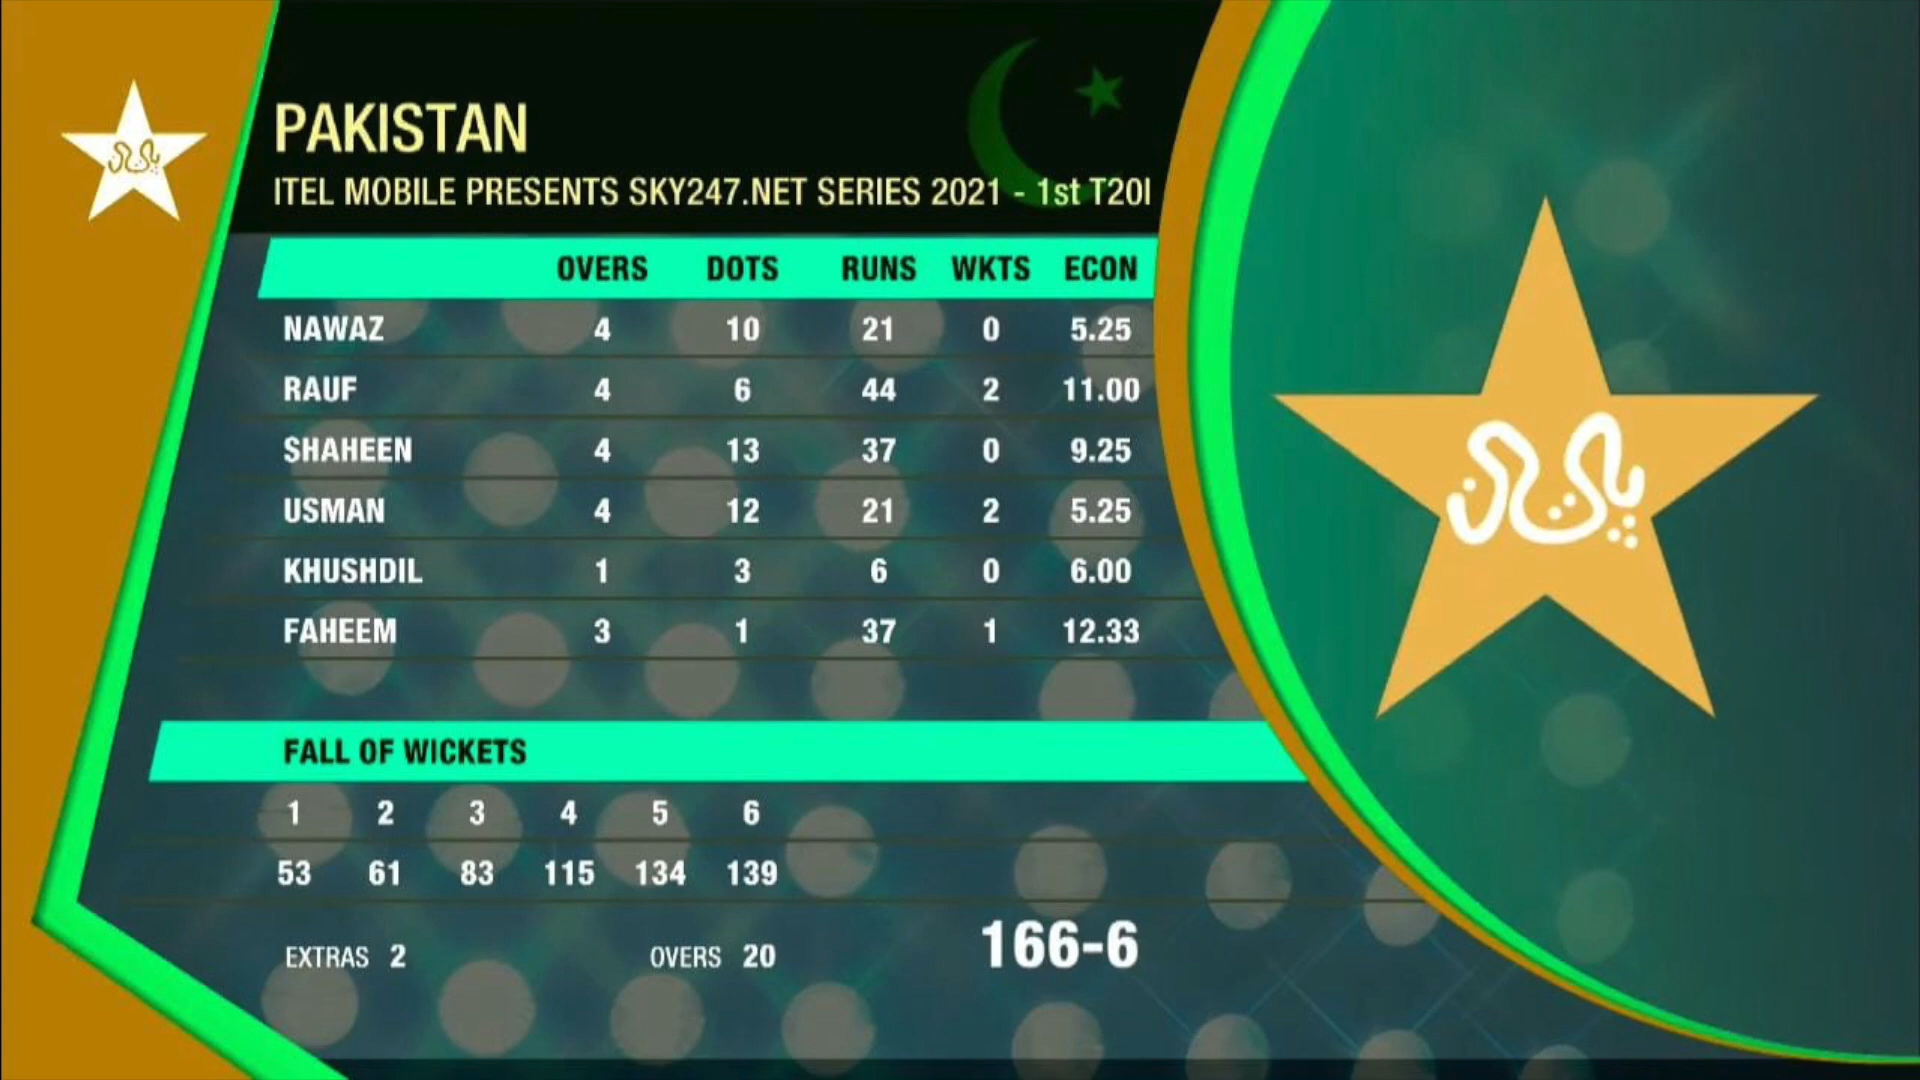 PAKISTAN
ITEL MOBILE PRESENTS SKY247.NET SERIES 2021 - 1st T20I
OVERS DOTS RUNS WKTS ECON
NAWAZ 4 10 21 0 5.25
RAUF 4 6 44 2 11.00
SHAHEEN 4 13 37 0 9.25
USMAN 4 12 21 2 5.25
KHUSHDIL 1 3 6 0 6.00
FAHEEM 3 1 37 1 12.33
FALL OF WICKETS
1 2 3 4 5 6
53 61 83 115 134 139
EXTRAS 2 OVERS 20 166-6